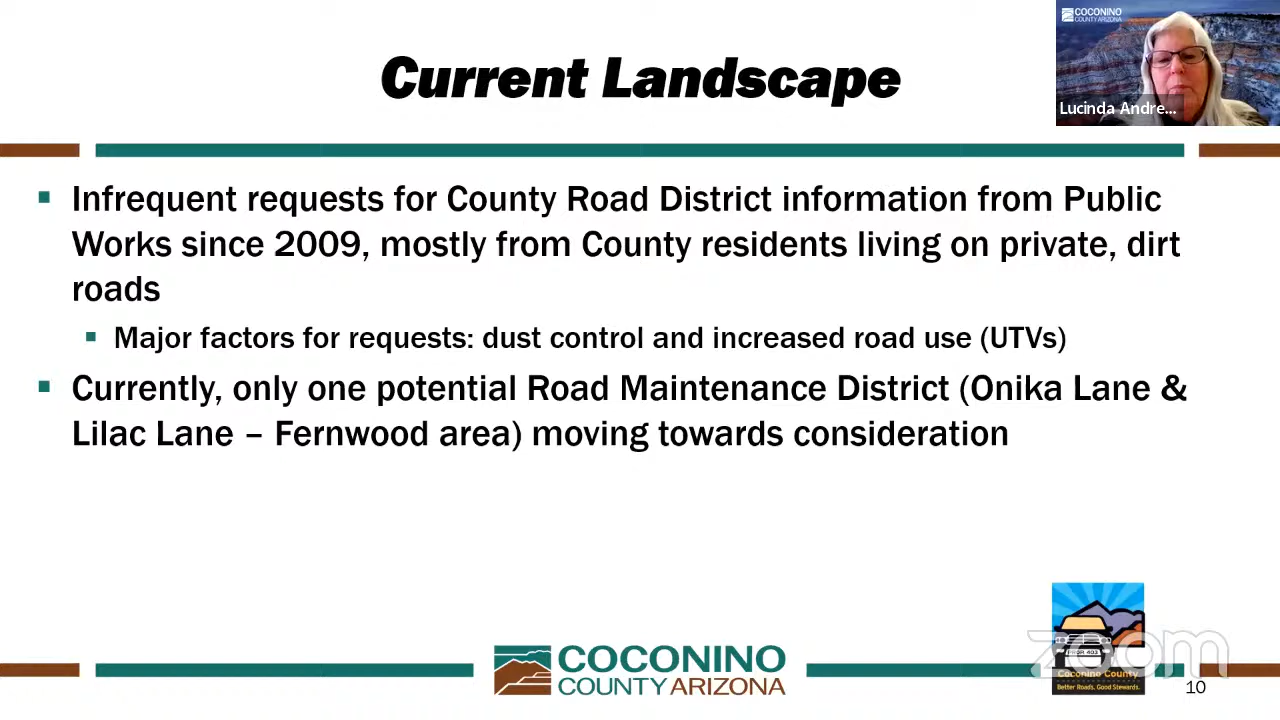 COCONINO
COUNTY ARIZONA
Lucinda Andre...
Current Landscape
Infrequent requests for County Road District information from Public
Works since 2009, mostly from County residents living on private, dirt
roads
Major factors for requests: dust control and increased road use (UTVs)
Currently, only one potential Road Maintenance District (Onika Lane &
Lilac Lane – Fernwood area) moving towards consideration
COCONINO
COUNTY ARIZONA
PROP 403
zoom
Coconino County
Better Roads. Good Stewards.
10